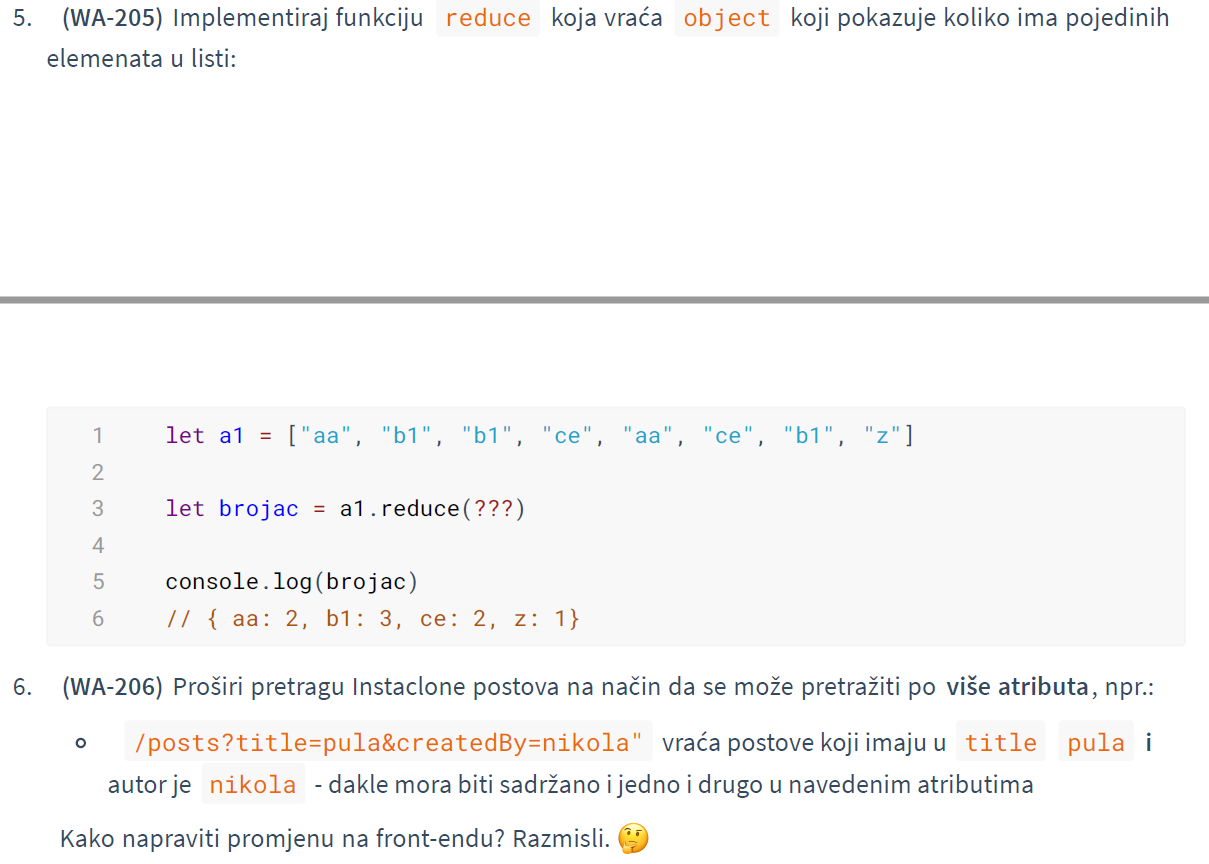 5. (WA-205) Implementiraj funkciju reduce koja vraća object koji pokazuje koliko ima pojedinih
elemenata u listi:
1 let a1 = ["aa", "b1", "b1", "ce", "aa", "ce", "b1", "z"]
2
3 let brojac = a1.reduce(???)
4
5 console.log(brojac)
6 // { aa: 2, b1: 3, ce: 2, z: 1}
6. (WA-206) Proširi pretragu Instaclone postova na način da se može pretražiti po više atributa, npr.:
/posts?title=pula&createdBy=nikola" vraća postove koji imaju u title pula i
autor je nikola - dakle mora biti sadržano i jedno i drugo u navedenim atributima
Kako napraviti promjenu na front-endu? Razmisli. 🤔